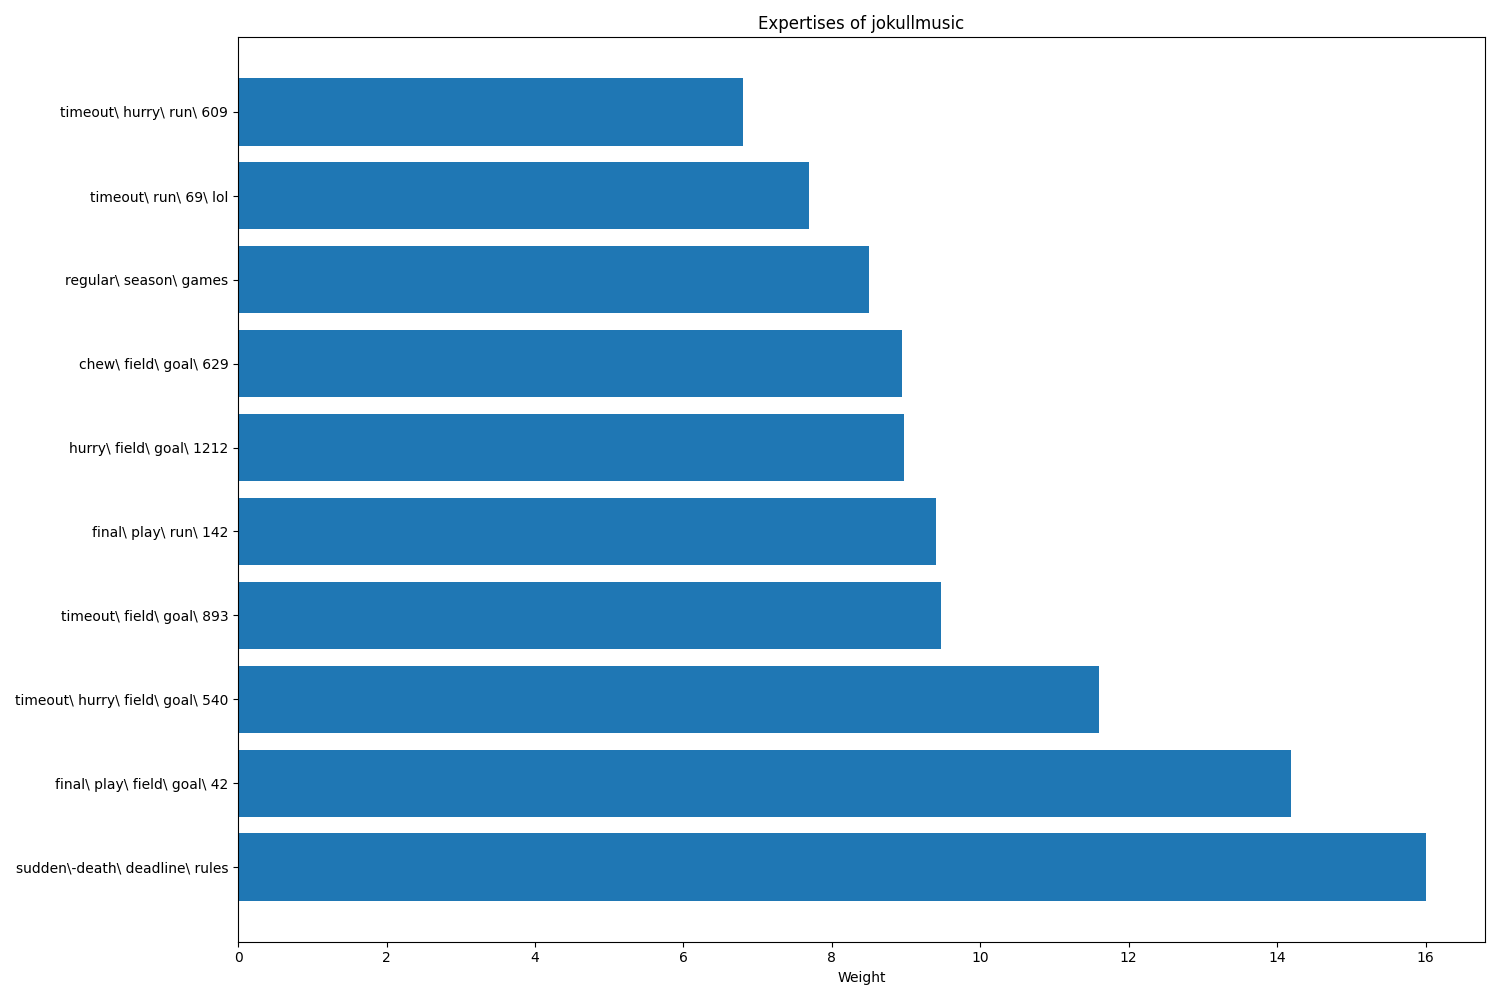 Expertises of jokullmusic
timeout\ hurry\ run\ 609
timeout\ run\ 69\ lol
regular\ season\ games
chew\ field\ goal\ 629
hurry\ field\ goal\ 1212
final\ play\ run\ 142
timeout\ field\ goal\ 893
timeout\ hurry\ field\ goal\ 540
final\ play\ field\ goal\ 42
sudden\-death\ deadline\ rules
0 2 4 6 8 10 12 14 16
Weight